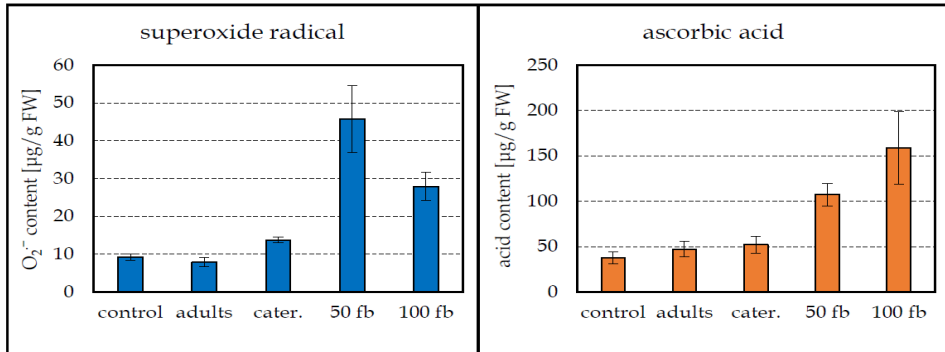 superoxide radical
60
50
40
30
20
10
0
O₂·⁻ content [µg/g FW]
control adults cater. 50 fb 100 fb
ascorbic acid
250
200
150
100
50
0
acid content [µg/g FW]
control adults cater. 50 fb 100 fb